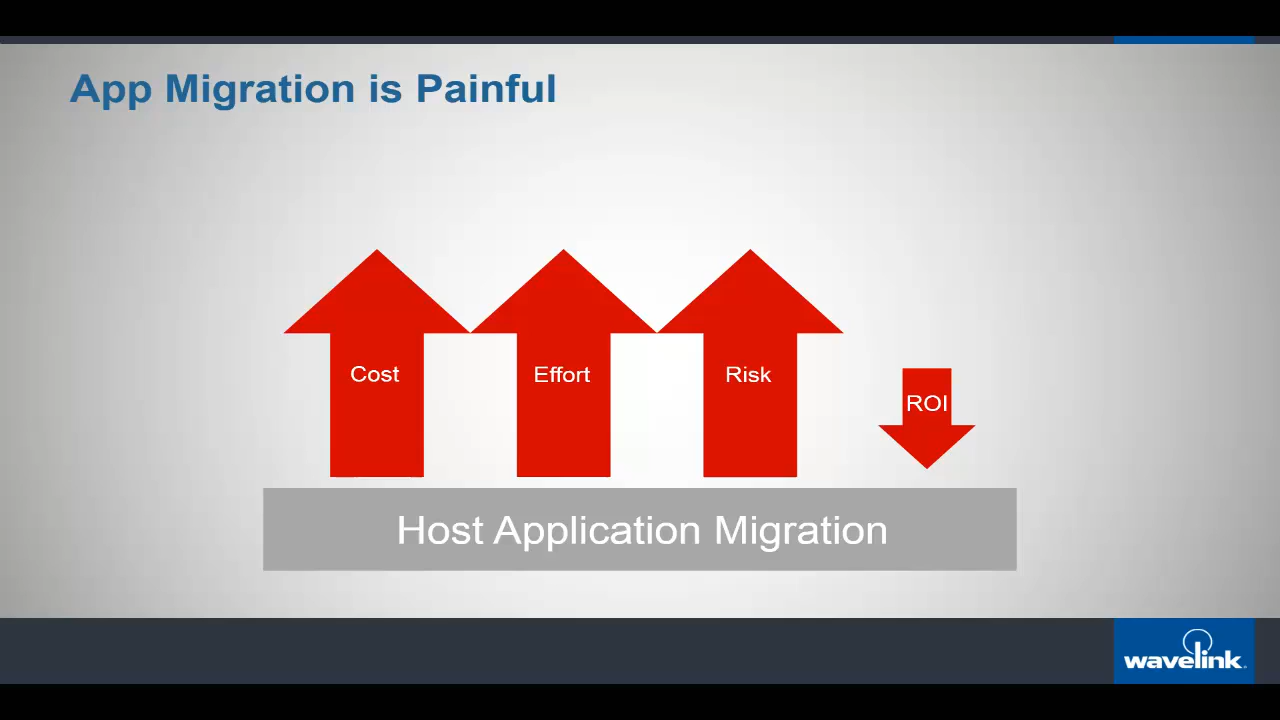 App Migration is Painful
Cost
Effort
Risk
ROI
Host Application Migration
wavelink